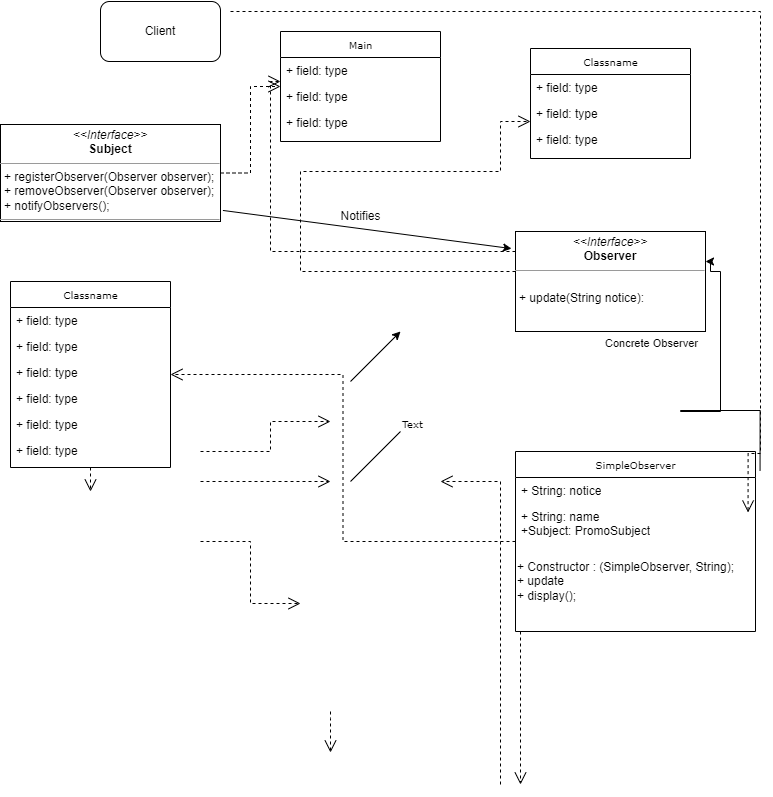 Client
Main
+ field: type
+ field: type
+ field: type
Classname
+ field: type
+ field: type
+ field: type
<<Interface>>
Subject
+ registerObserver(Observer observer);
+ removeObserver(Observer observer);
+ notifyObservers();
Notifies
<<Interface>>
Observer
+ update(String notice):
Concrete Observer
Classname
+ field: type
+ field: type
+ field: type
+ field: type
+ field: type
+ field: type
Text
SimpleObserver
+ String: notice
+ String: name
+Subject: PromoSubject
+ Constructor : (SimpleObserver, String);
+ update
+ display();